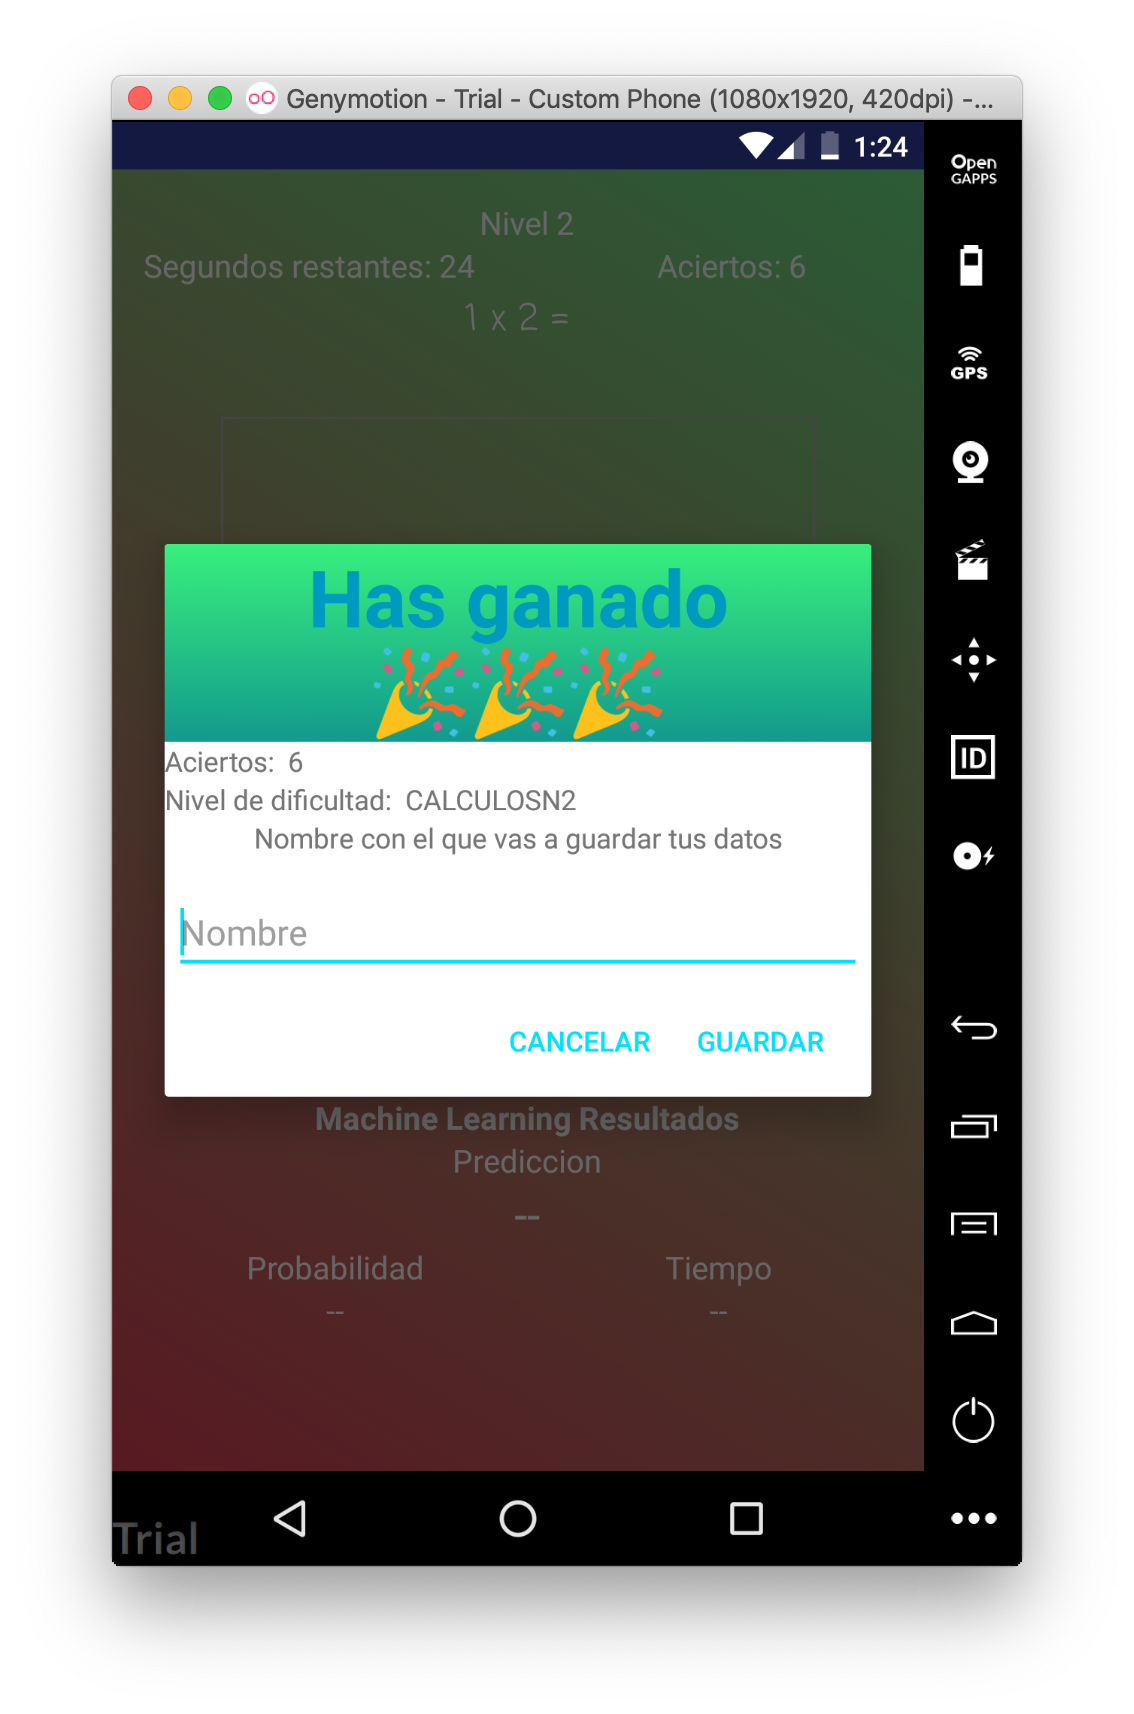 Genymotion - Trial - Custom Phone (1080x1920, 420dpi) -...
1:24
Open
GAPPS
Nivel 2
Segundos restantes: 24
Aciertos: 6
1 x 2 =
GPS
Has ganado
Aciertos: 6
Nivel de dificultad: CALCULOSN2
Nombre con el que vas a guardar tus datos
ID
Nombre
CANCELAR GUARDAR
Machine Learning Resultados
Prediccion
--
Probabilidad
Tiempo
--
--
Trial